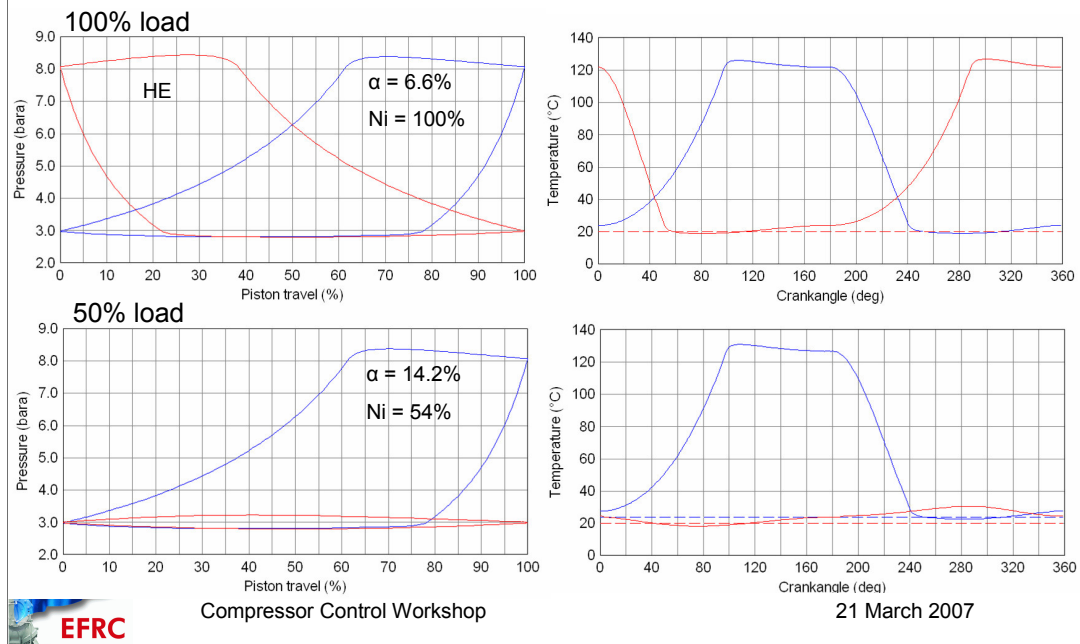 100% load
9.0
8.0
7.0
6.0
5.0
4.0
3.0
2.0
Pressure (bara)
HE
α = 6.6%
Ni = 100%
0 10 20 30 40 50 60 70 80 90 100
Piston travel (%)
140
120
100
80
60
40
20
0
Temperature (°C)
0 40 80 120 160 200 240 280 320 360
Crankangle (deg)
50% load
9.0
8.0
7.0
6.0
5.0
4.0
3.0
2.0
Pressure (bara)
α = 14.2%
Ni = 54%
0 10 20 30 40 50 60 70 80 90 100
Piston travel (%)
140
120
100
80
60
40
20
0
Temperature (°C)
0 40 80 120 160 200 240 280 320 360
Crankangle (deg)
EFRC
Compressor Control Workshop
21 March 2007